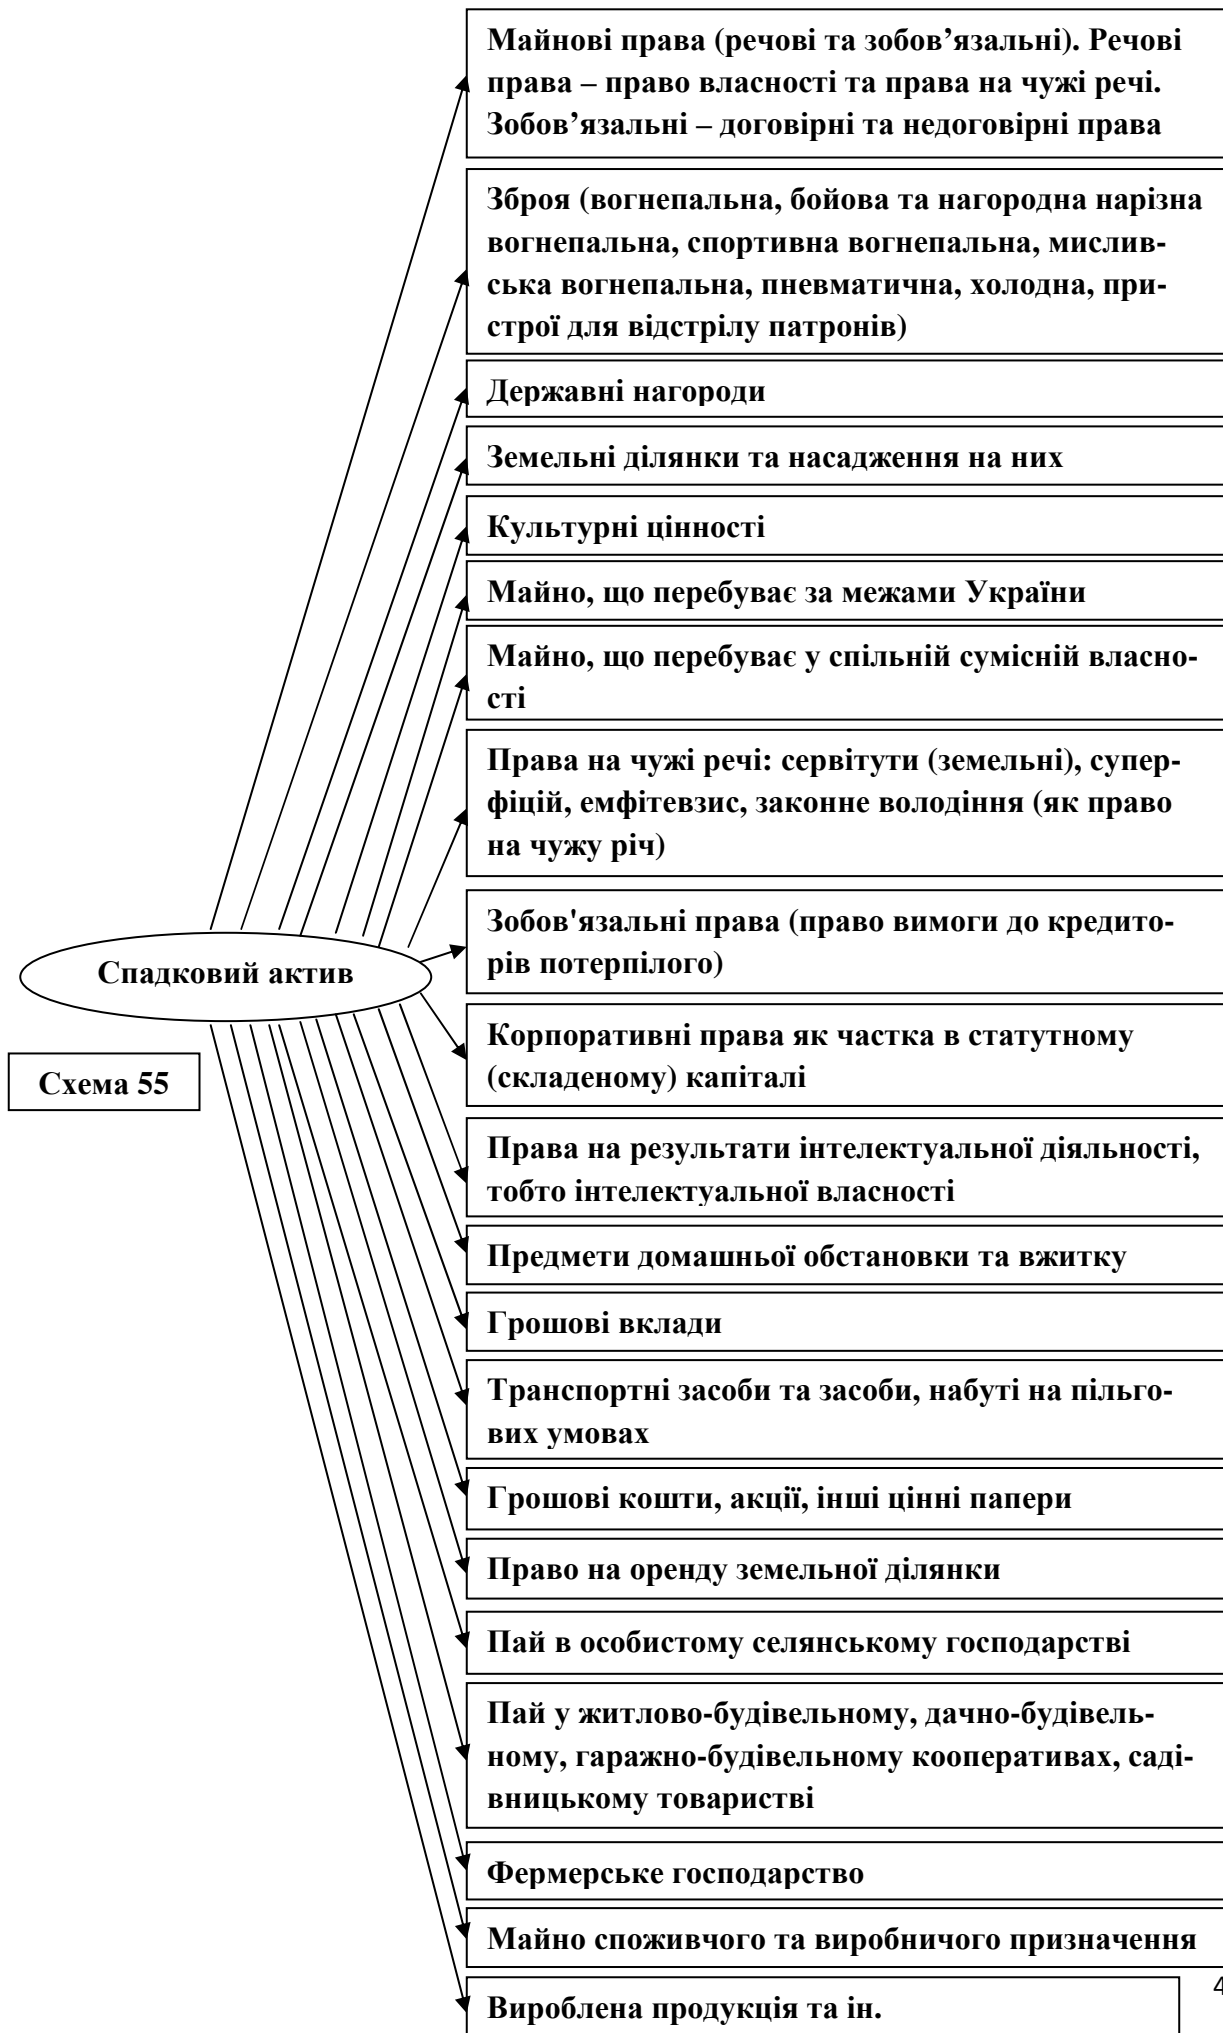 Майнові права (речові та зобов’язальні). Речові
права – право власності та права на чужі речі.
Зобов’язальні – договірні та недоговірні права
Зброя (вогнепальна, бойова та нагородна нарізна
вогнепальна, спортивна вогнепальна, мислив-
ська вогнепальна, пневматична, холодна, при-
строї для відстрілу патронів)
Державні нагороди
Земельні ділянки та насадження на них
Культурні цінності
Майно, що перебуває за межами України
Майно, що перебуває у спільній сумісній власно-
сті
Права на чужі речі: сервітути (земельні), супер-
фіцій, емфітевзис, законне володіння (як право
на чужу річ)
Зобов'язальні права (право вимоги до кредито-
рів потерпілого)
Спадковий актив
Корпоративні права як частка в статутному
(складеному) капіталі
Схема 55
Права на результати інтелектуальної діяльності,
тобто інтелектуальної власності
Предмети домашньої обстановки та вжитку
Грошові вклади
Транспортні засоби та засоби, набуті на пільго-
вих умовах
Грошові кошти, акції, інші цінні папери
Право на оренду земельної ділянки
Пай в особистому селянському господарстві
Пай у житлово-будівельному, дачно-будівель-
ному, гаражно-будівельному кооперативах, саді-
вницькому товаристві
Фермерське господарство
Майно споживчого та виробничого призначення
Вироблена продукція та ін.
4